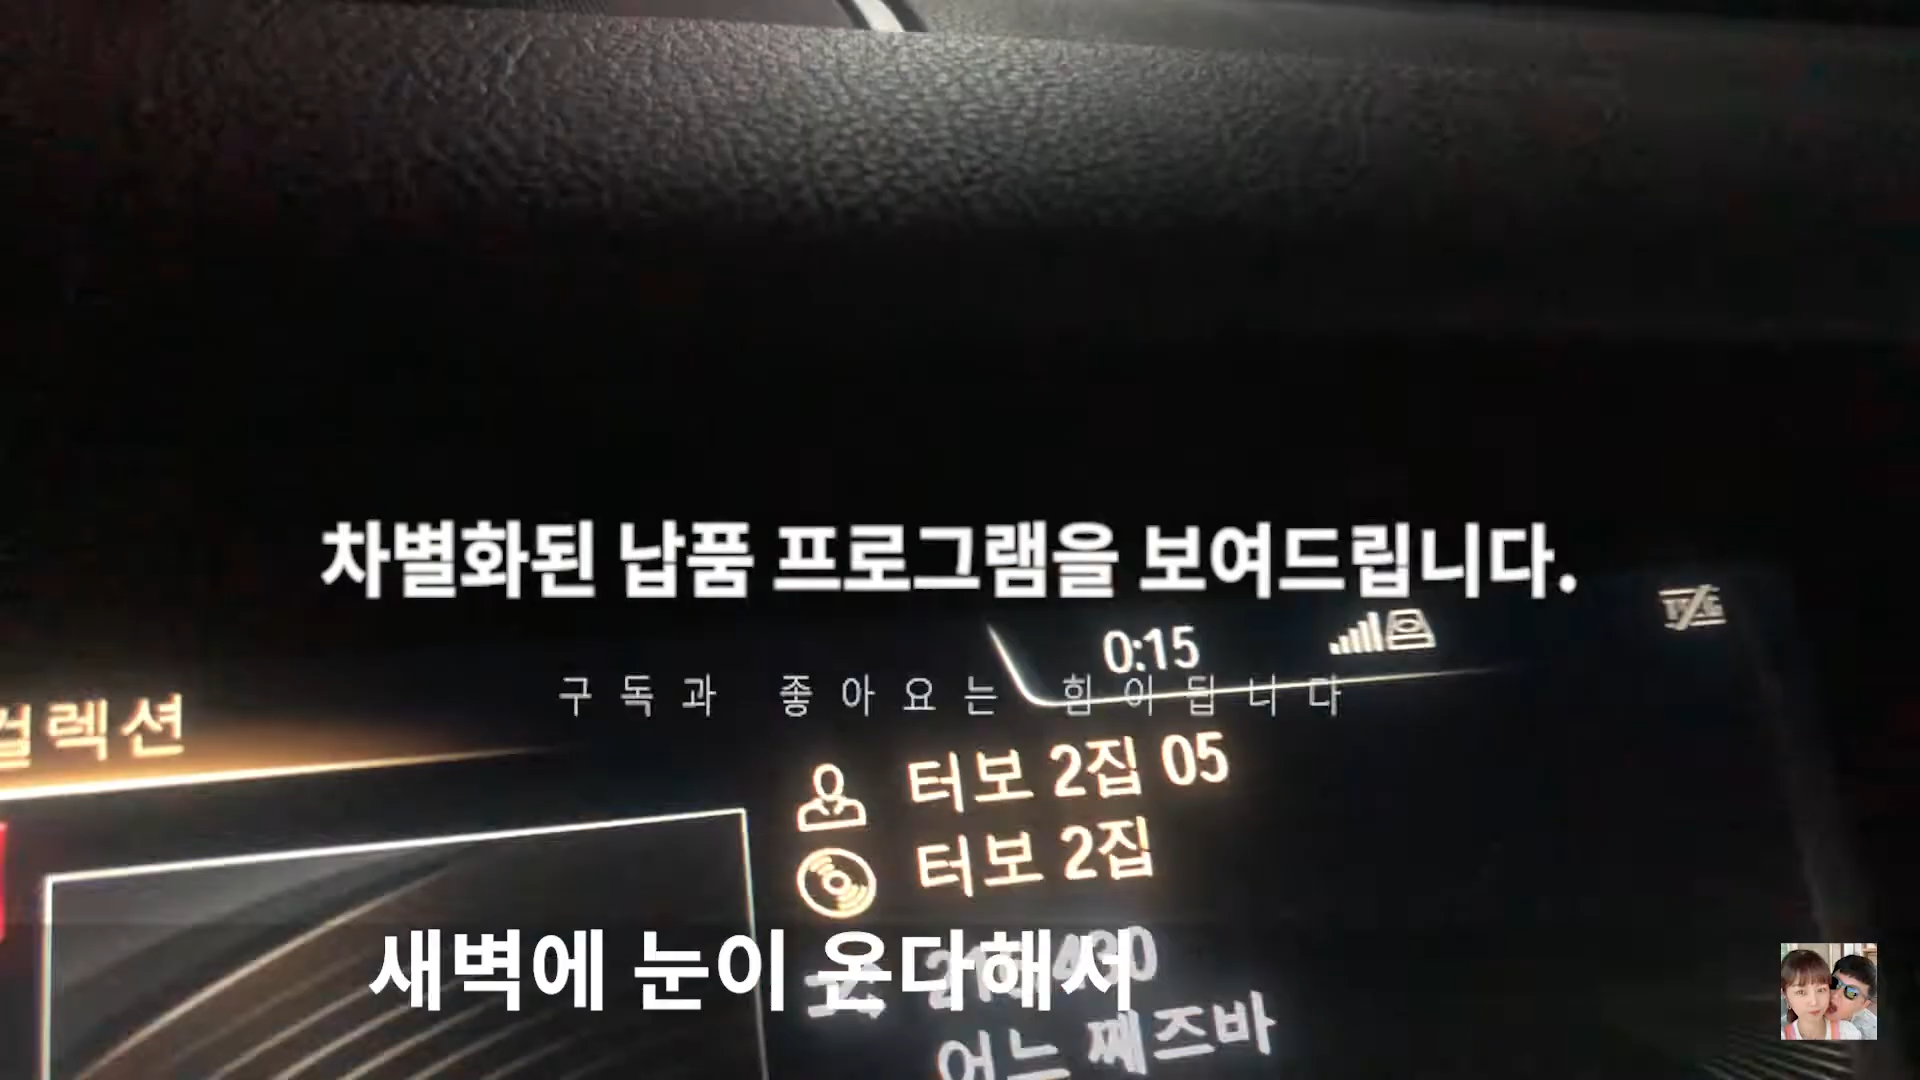 차별화된 납품 프로그램을 보여드립니다.
0:15
구독과 좋아요는 힘이됩니다
컬렉션
터보 2집 05
터보 2집
새벽에 눈이 온다해서
어느 째즈바